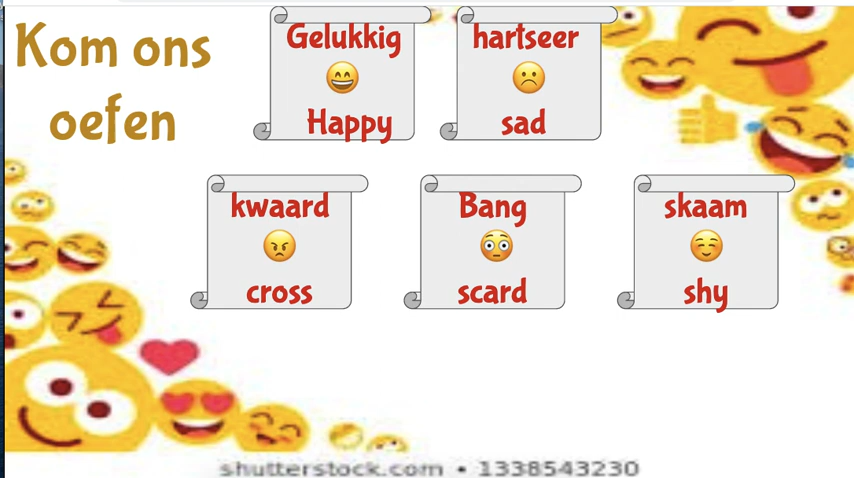 Kom ons
oefen
Gelukkig
Happy
hartseer
sad
kwaard
cross
Bang
scard
skaam
shy
shutterstock.com • 1338543230